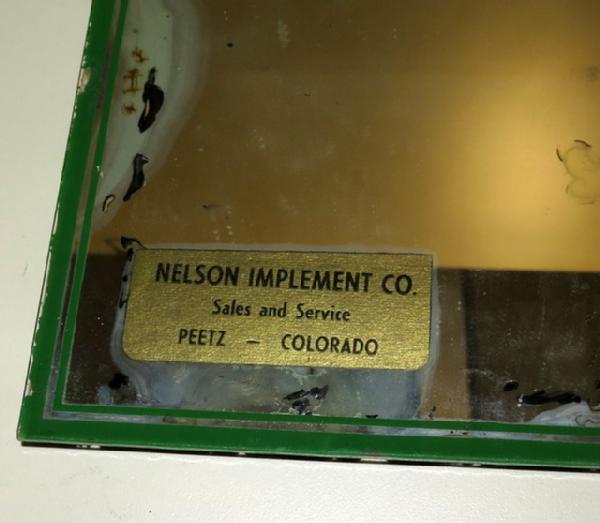 NELSON IMPLEMENT CO.
Sales and Service
PEETZ — COLORADO